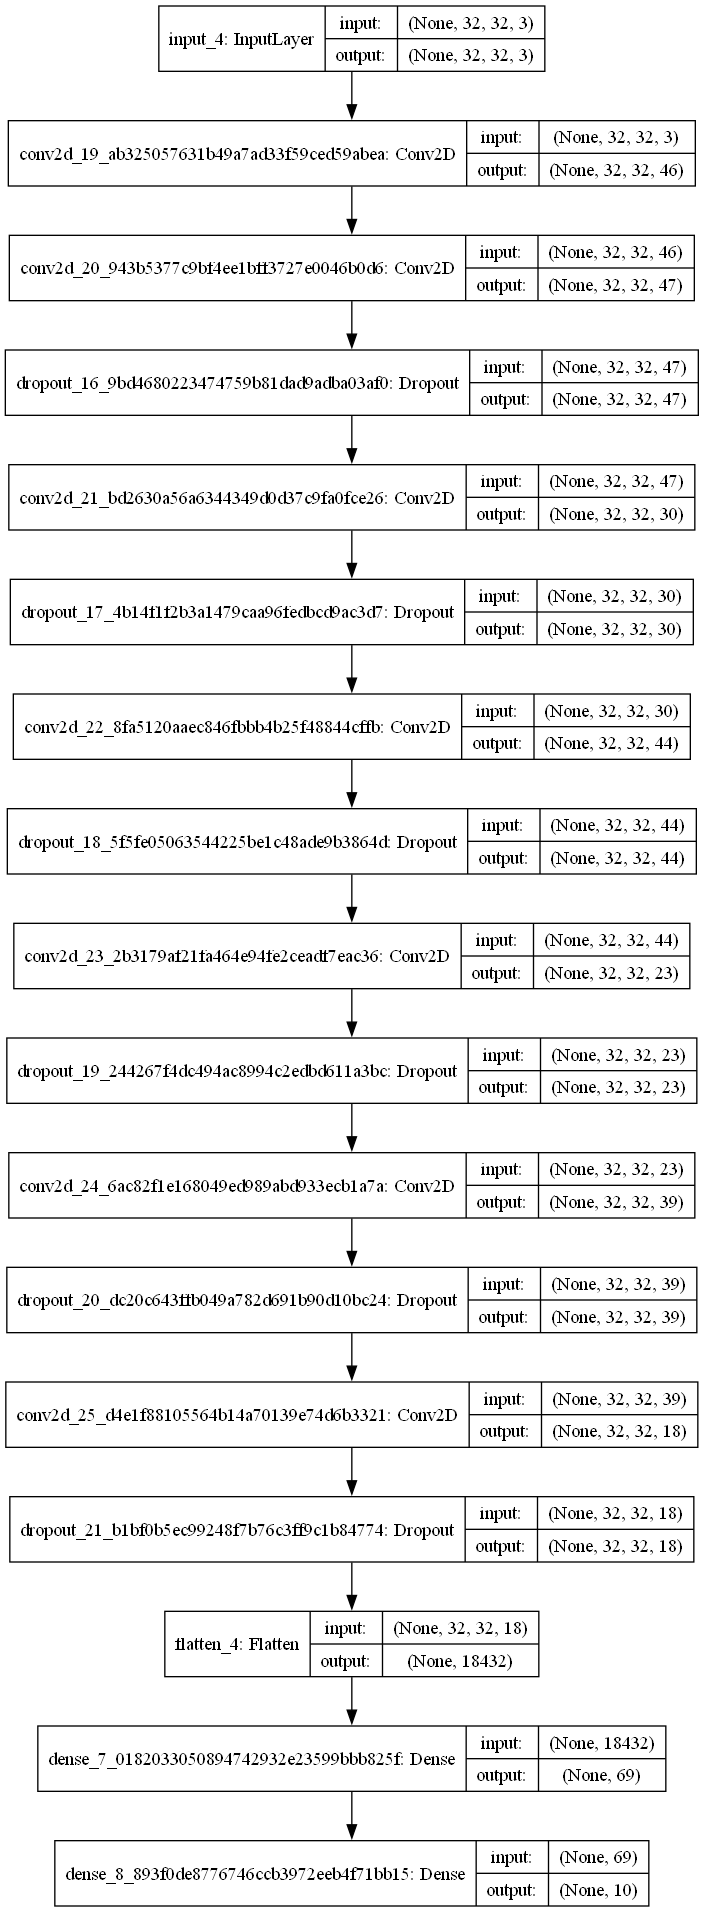 input_4: InputLayer
input:
(None, 32, 32, 3)
output:
(None, 32, 32, 3)
conv2d_19_ab325057631b49a7ad33f59ced59abea: Conv2D
input:
(None, 32, 32, 3)
output:
(None, 32, 32, 46)
conv2d_20_943b5377c9bf4ee1bff3727e0046b0d6: Conv2D
input:
(None, 32, 32, 46)
output:
(None, 32, 32, 47)
dropout_16_9bd4680223474759b81dad9adba03af0: Dropout
input:
(None, 32, 32, 47)
output:
(None, 32, 32, 47)
conv2d_21_bd2630a56a6344349d0d37c9fa0fce26: Conv2D
input:
(None, 32, 32, 47)
output:
(None, 32, 32, 30)
dropout_17_4b14f1f2b3a1479caa96fedbcd9ac3d7: Dropout
input:
(None, 32, 32, 30)
output:
(None, 32, 32, 30)
conv2d_22_8fa5120aaec846fbbb4b25f48844cffb: Conv2D
input:
(None, 32, 32, 30)
output:
(None, 32, 32, 44)
dropout_18_5f5fe05063544225be1c48ade9b3864d: Dropout
input:
(None, 32, 32, 44)
output:
(None, 32, 32, 44)
conv2d_23_2b3179af21fa464e94fe2ceadf7eac36: Conv2D
input:
(None, 32, 32, 44)
output:
(None, 32, 32, 23)
dropout_19_244267f4dc494ac8994c2edbd611a3bc: Dropout
input:
(None, 32, 32, 23)
output:
(None, 32, 32, 23)
conv2d_24_6ac82f1e168049ed989abd933ecb1a7a: Conv2D
input:
(None, 32, 32, 23)
output:
(None, 32, 32, 39)
dropout_20_dc20c643ffb049a782d691b90d10bc24: Dropout
input:
(None, 32, 32, 39)
output:
(None, 32, 32, 39)
conv2d_25_d4e1f88105564b14a70139e74d6b3321: Conv2D
input:
(None, 32, 32, 39)
output:
(None, 32, 32, 18)
dropout_21_b1bf0b5ec99248f7b76c3ff9c1b84774: Dropout
input:
(None, 32, 32, 18)
output:
(None, 32, 32, 18)
flatten_4: Flatten
input:
(None, 32, 32, 18)
output:
(None, 18432)
dense_7_0182033050894742932e23599bbb825f: Dense
input:
(None, 18432)
output:
(None, 69)
dense_8_893f0de8776746ccb3972eeb4f71bb15: Dense
input:
(None, 69)
output:
(None, 10)